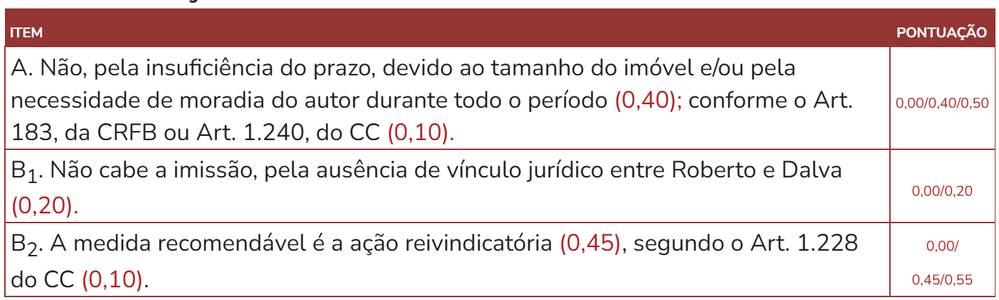 ITEM PONTUAÇÃO
A. Não, pela insuficiência do prazo, devido ao tamanho do imóvel e/ou pela
necessidade de moradia do autor durante todo o período (0,40); conforme o Art.
183, da CRFB ou Art. 1.240, do CC (0,10).
0,00/0,40/0,50
B1. Não cabe a imissão, pela ausência de vínculo jurídico entre Roberto e Dalva
(0,20).
0,00/0,20
B2. A medida recomendável é a ação reivindicatória (0,45), segundo o Art. 1.228
do CC (0,10).
0,00/
0,45/0,55